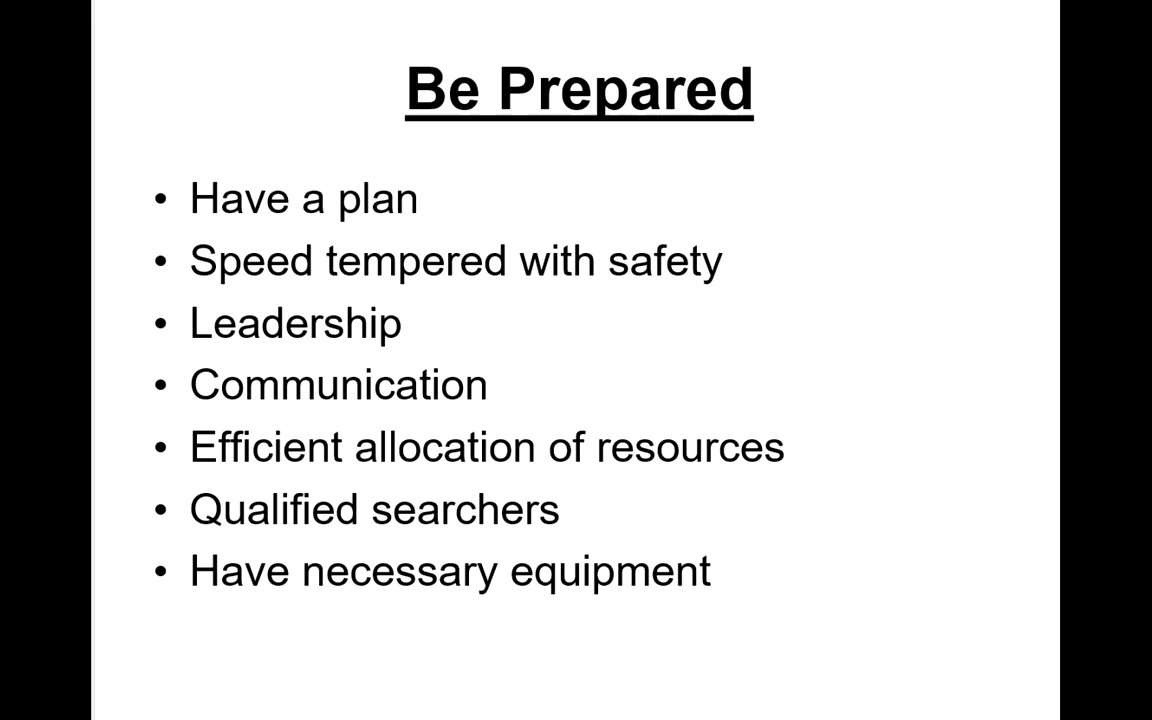 Be Prepared
• Have a plan
• Speed tempered with safety
• Leadership
• Communication
• Efficient allocation of resources
• Qualified searchers
• Have necessary equipment